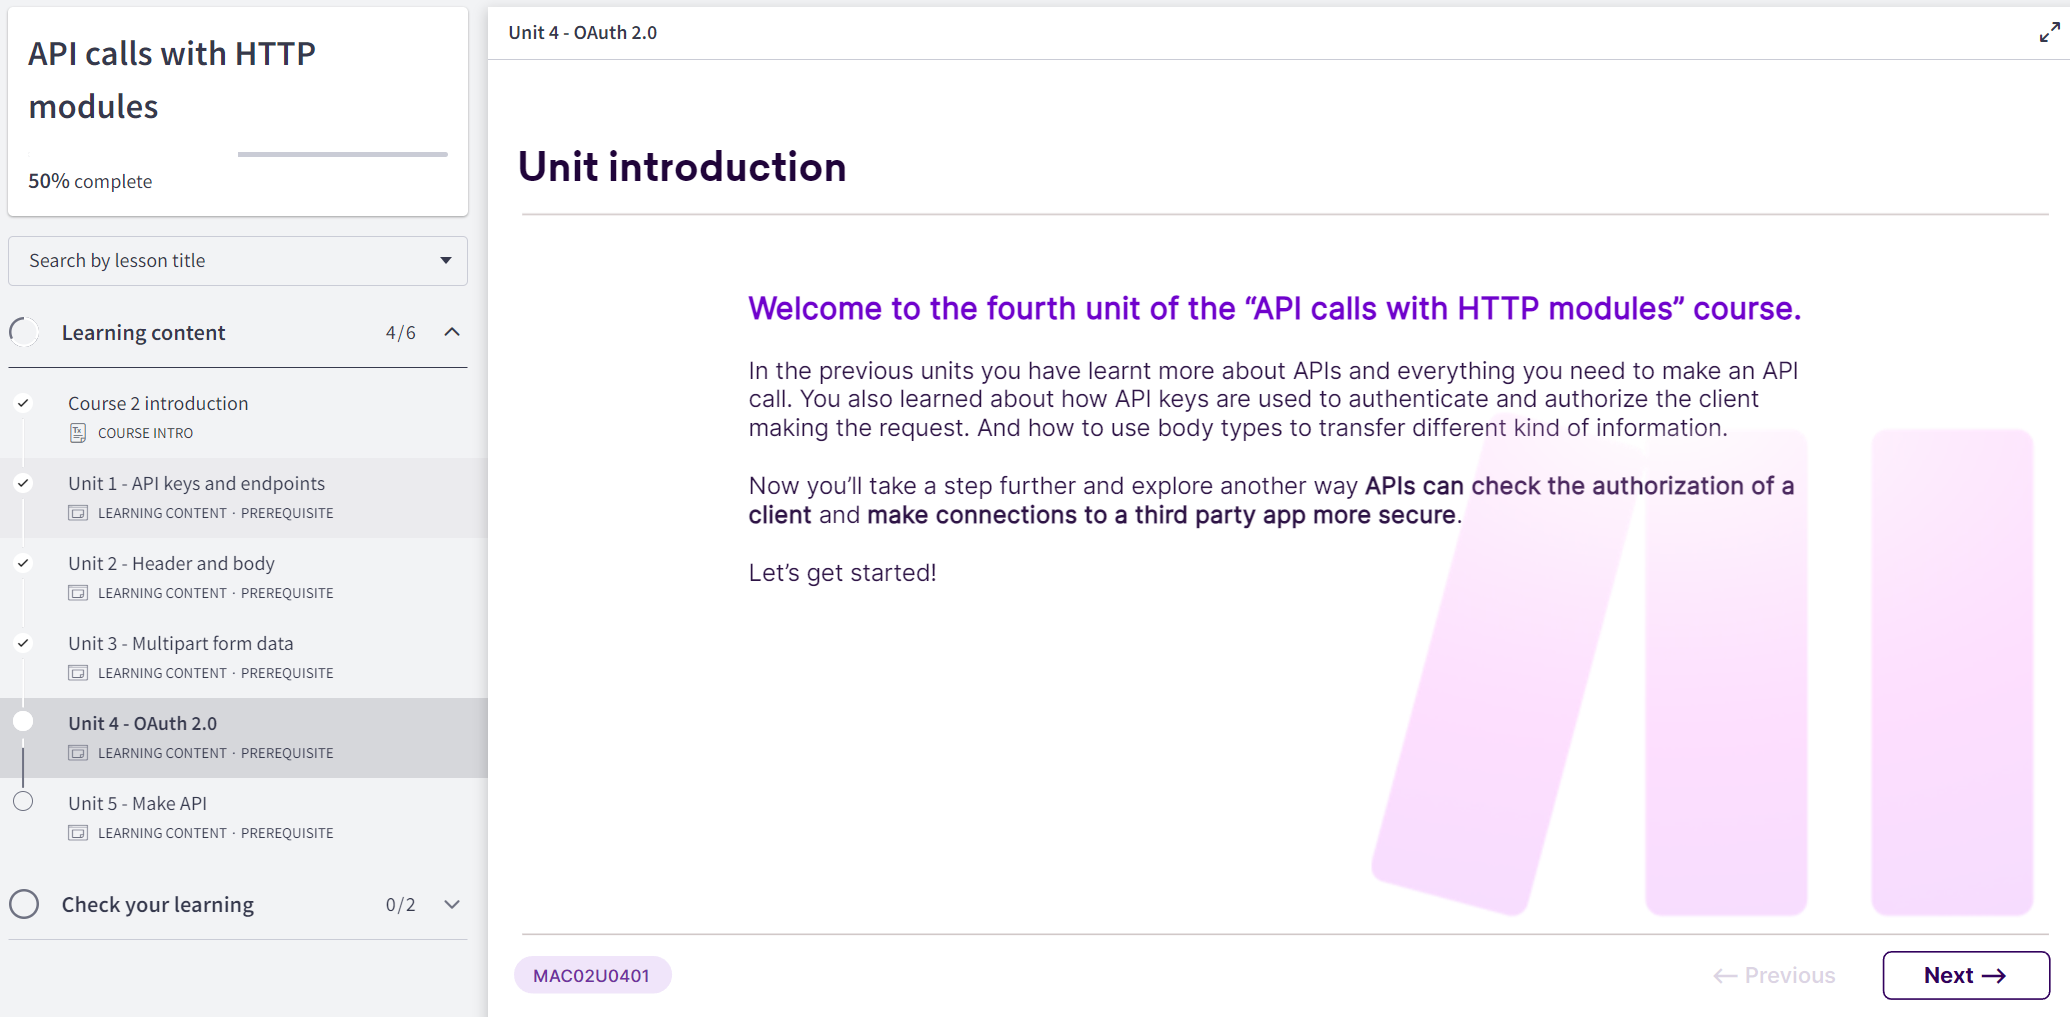 API calls with HTTP
modules
50% complete
Search by lesson title
Learning content 4/6
Course 2 introduction
COURSE INTRO
Unit 1 - API keys and endpoints
LEARNING CONTENT · PREREQUISITE
Unit 2 - Header and body
LEARNING CONTENT · PREREQUISITE
Unit 3 - Multipart form data
LEARNING CONTENT · PREREQUISITE
Unit 4 - OAuth 2.0
LEARNING CONTENT · PREREQUISITE
Unit 5 - Make API
LEARNING CONTENT · PREREQUISITE
Check your learning 0/2
Unit 4 - OAuth 2.0
Unit introduction
Welcome to the fourth unit of the “API calls with HTTP modules” course.
In the previous units you have learnt more about APIs and everything you need to make an API
call. You also learned about how API keys are used to authenticate and authorize the client
making the request. And how to use body types to transfer different kind of information.
Now you’ll take a step further and explore another way APIs can check the authorization of a
client and make connections to a third party app more secure.
Let’s get started!
MAC02U0401
← Previous
Next →